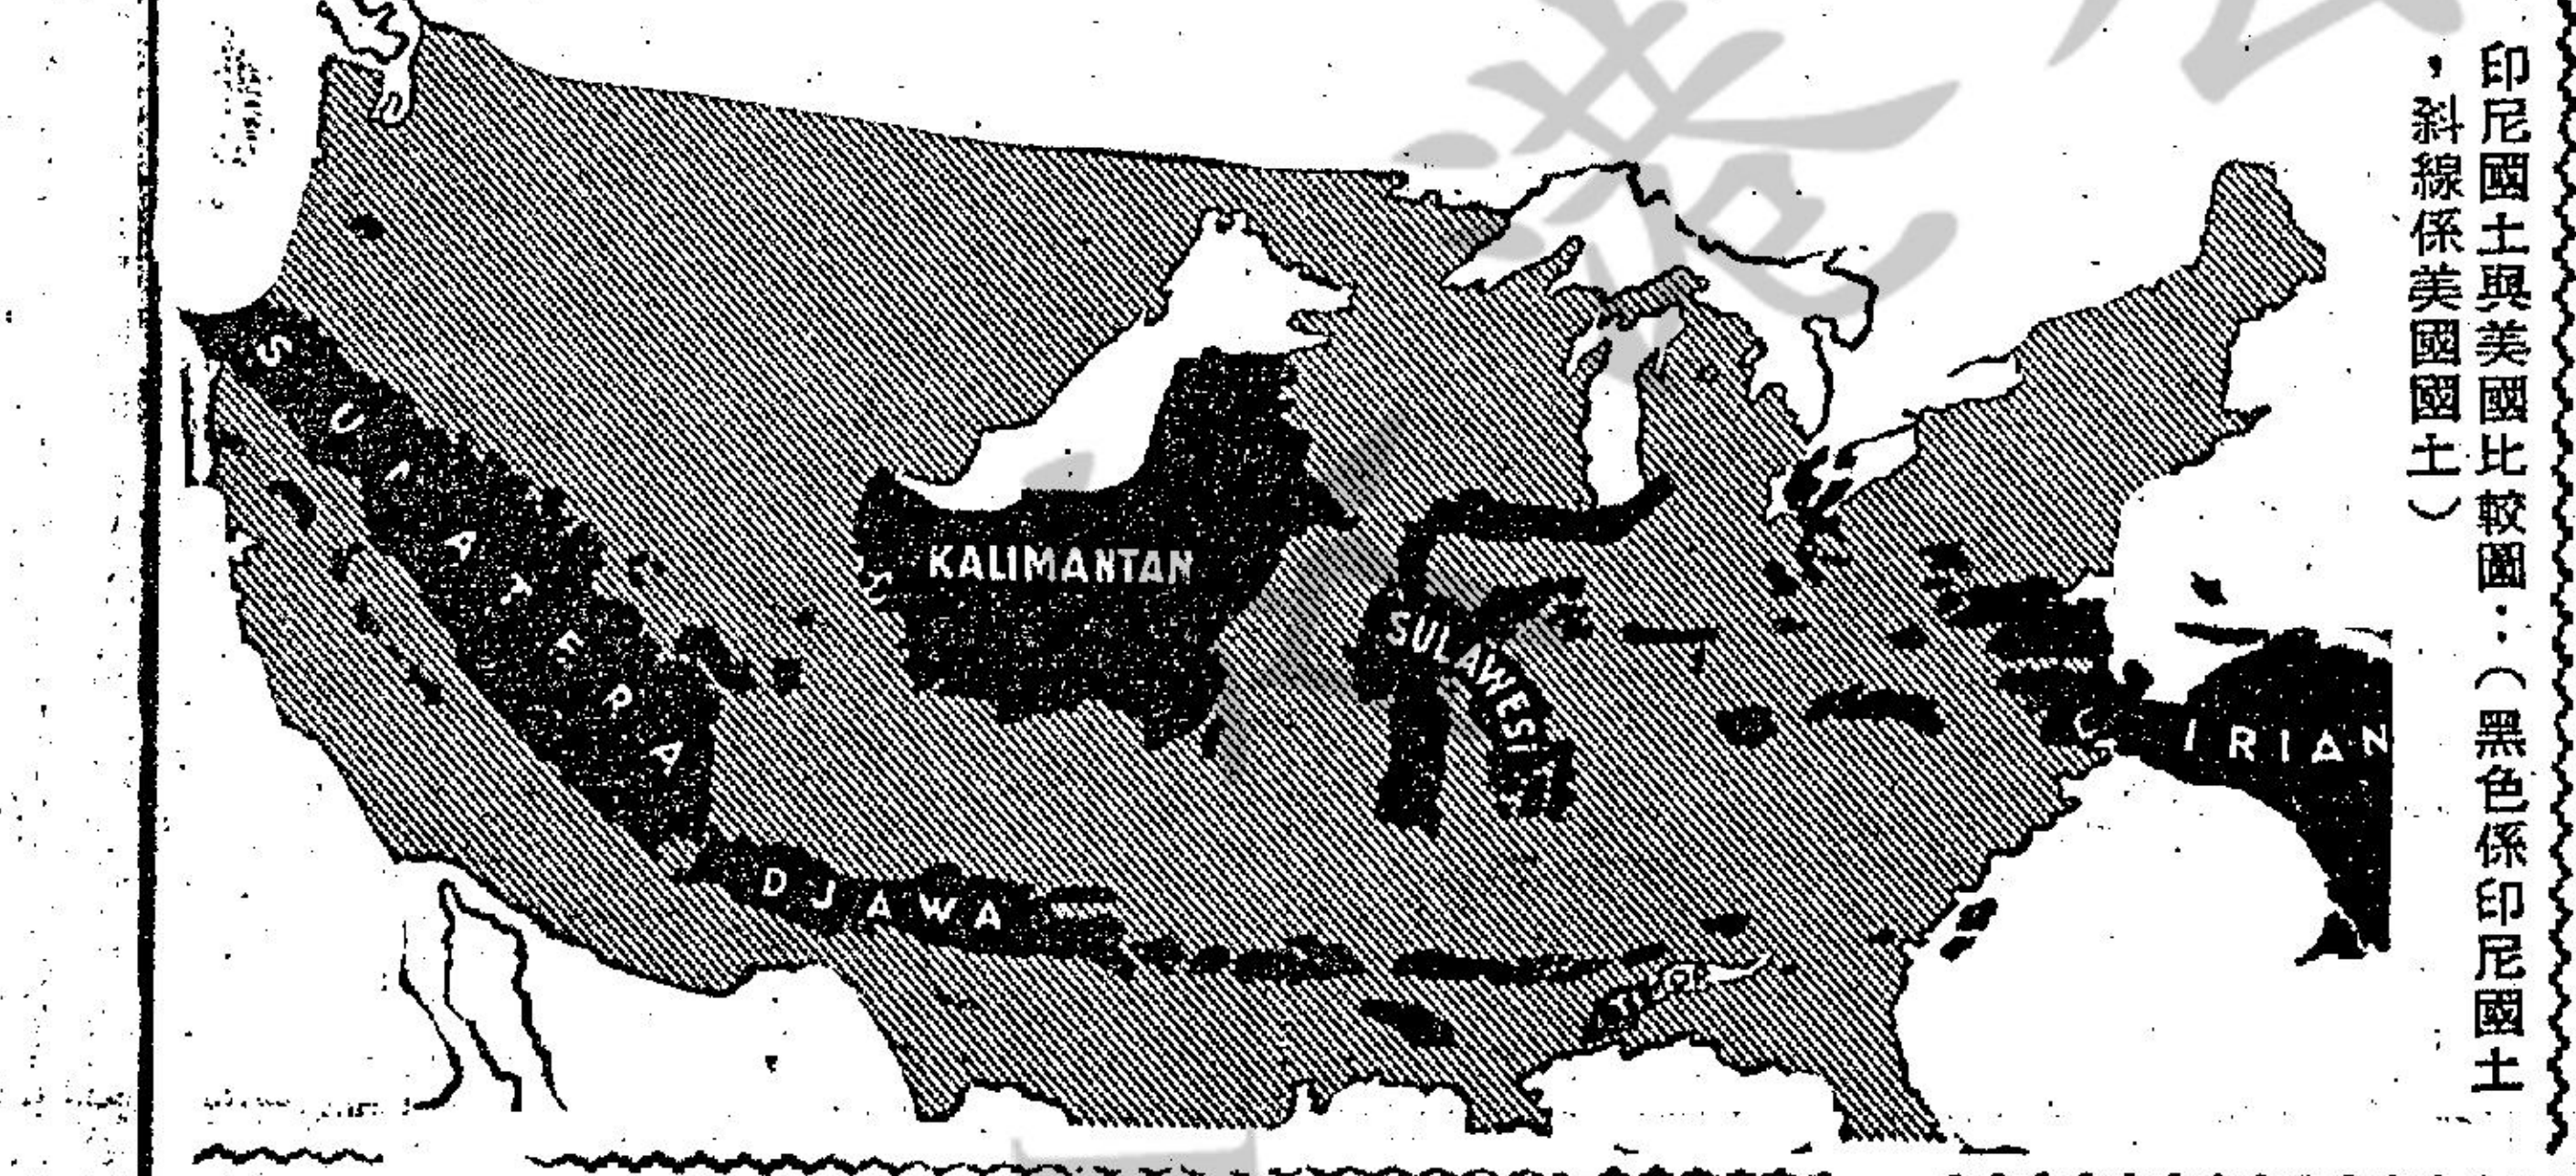 印尼國土與美國比較圖：（黑色係印尼國土
，斜線係美國國土）
SUMATERA
KALIMANTAN
SULAWESI
IRIAN
DJAWA